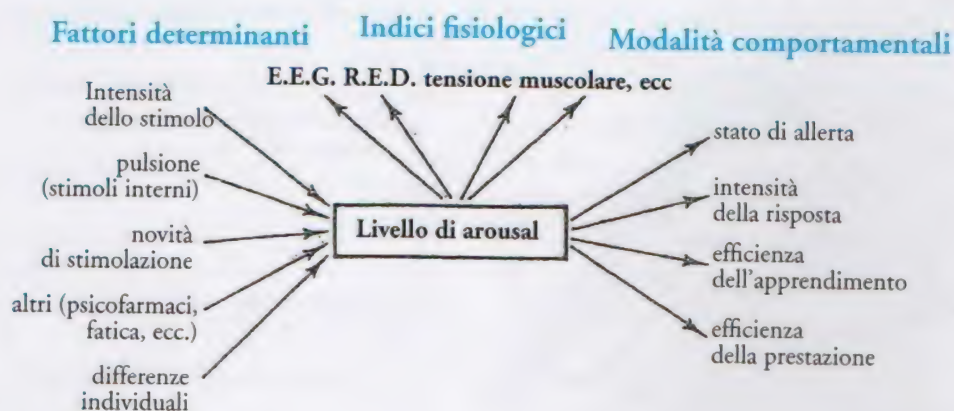 Fattori determinanti
Indici fisiologici
Modalità comportamentali
E.E.G. R.E.D. tensione muscolare, ecc
Intensità
dello stimolo
pulsione
(stimoli interni)
novità
di stimolazione
altri (psicofarmaci,
fatica, ecc.)
differenze
individuali
Livello di arousal
stato di allerta
intensità
della risposta
efficienza
dell'apprendimento
efficienza
della prestazione